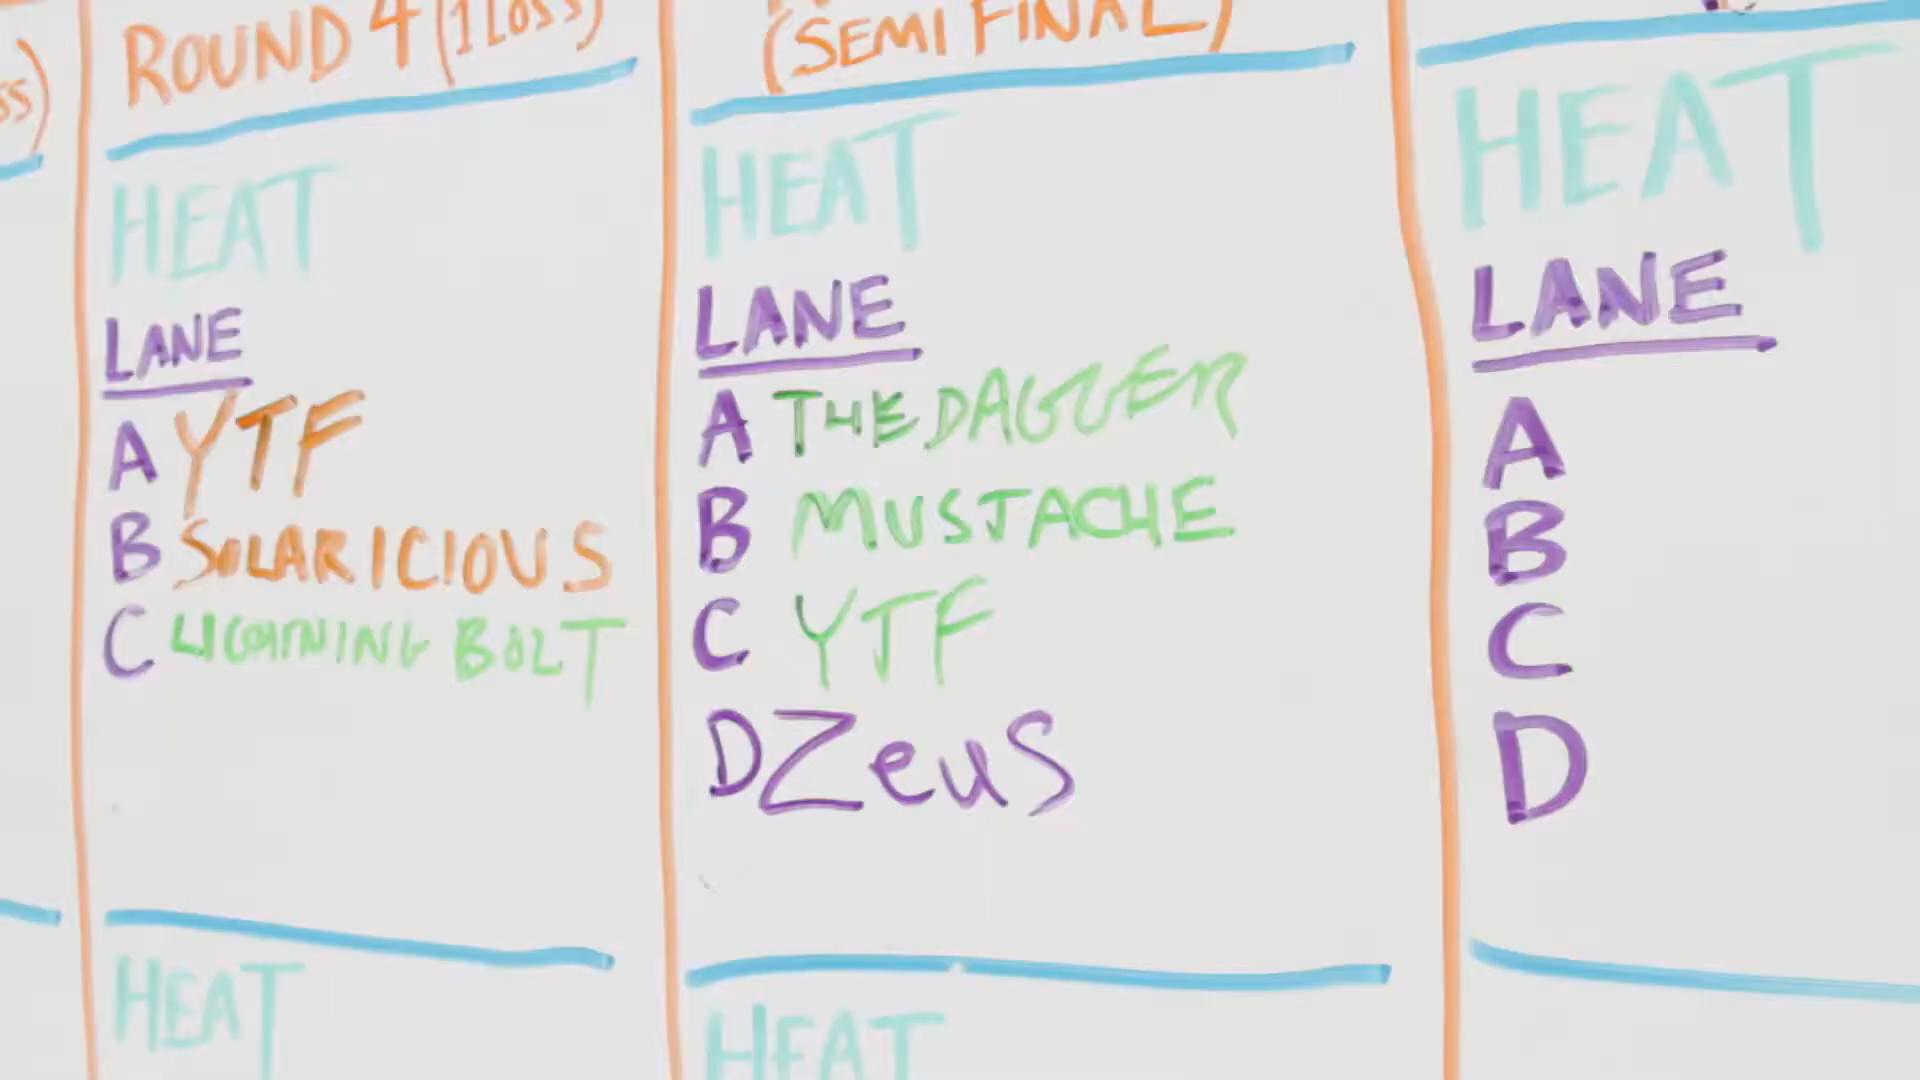 ROUND 4 (1 LOSS)
HEAT
LANE
A YTF
B SOLARICIOUS
C LIGHTNING BOLT
HEAT
(SEMI FINAL)
HEAT
LANE
A THE DAGGER
B MUSTACHE
C YTF
D Zeus
HEAT
HEAT
LANE
A
B
C
D